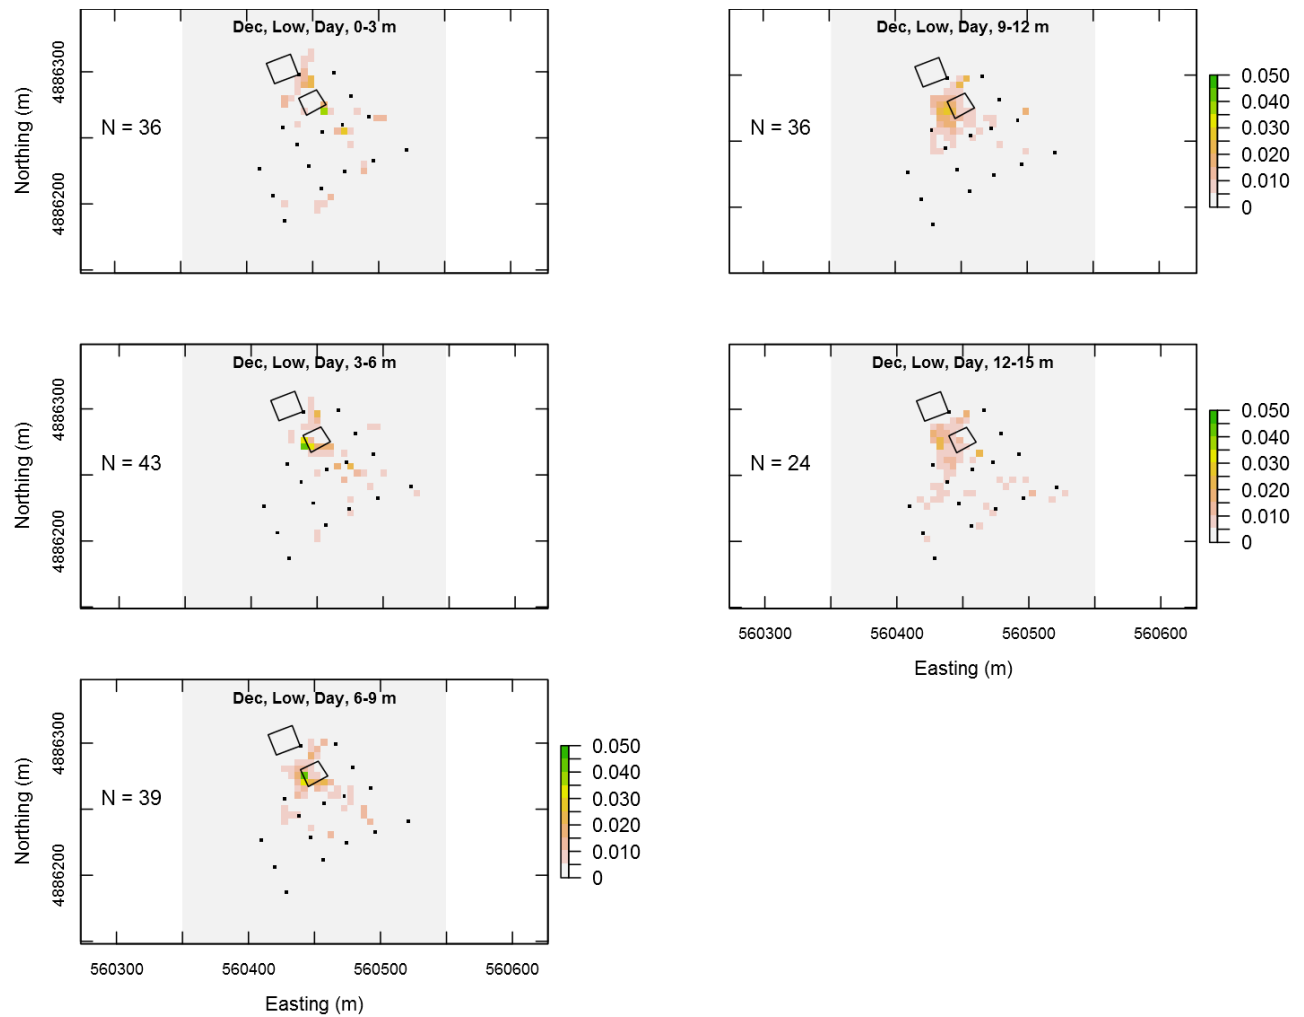 Dec, Low, Day, 0-3 m
Northing (m)
4886300
4886200
N = 36
Dec, Low, Day, 9-12 m
N = 36
0.050
0.040
0.030
0.020
0.010
0
Dec, Low, Day, 3-6 m
Northing (m)
4886300
4886200
N = 43
Dec, Low, Day, 12-15 m
N = 24
0.050
0.040
0.030
0.020
0.010
0
560300 560400 560500 560600
Easting (m)
Dec, Low, Day, 6-9 m
Northing (m)
4886300
4886200
N = 39
0.050
0.040
0.030
0.020
0.010
0
560300 560400 560500 560600
Easting (m)